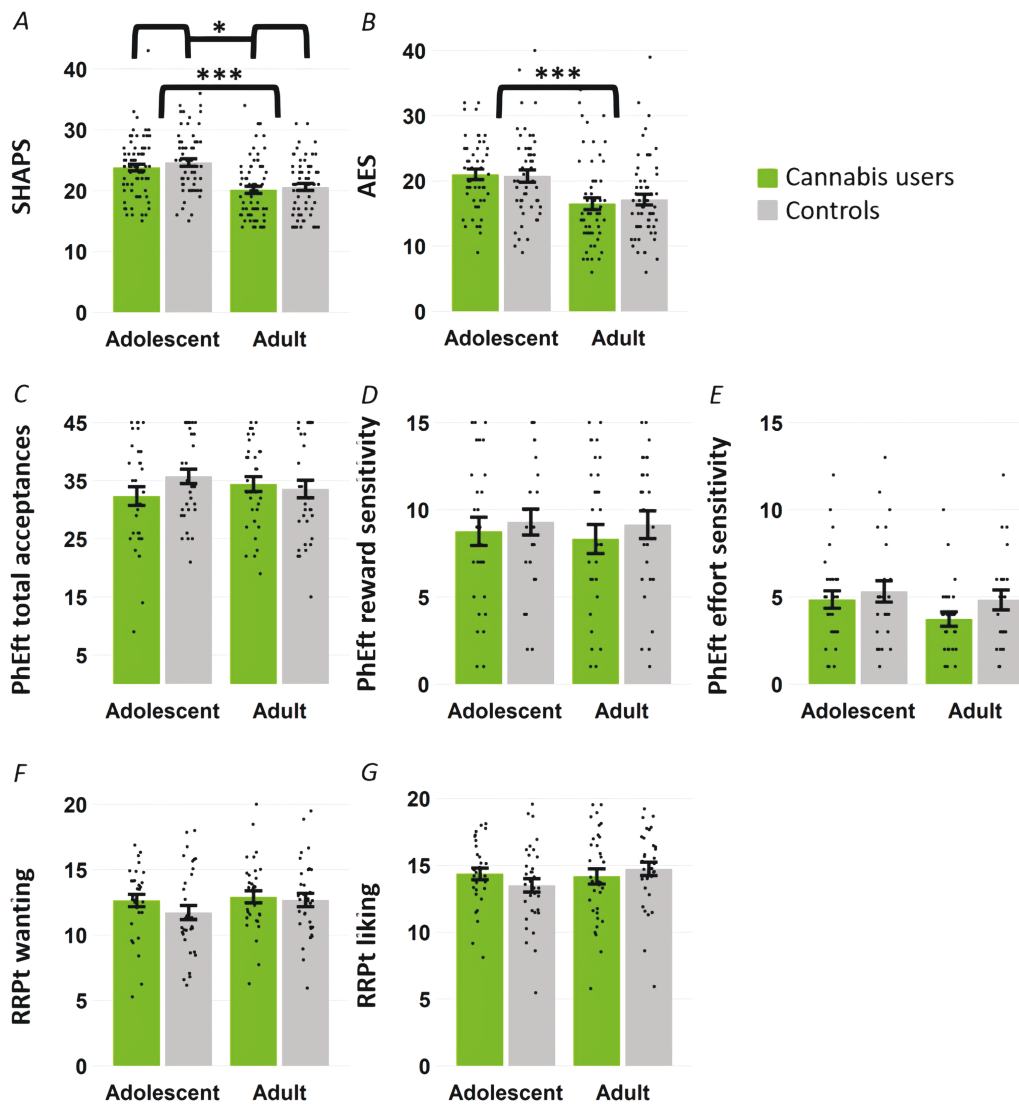 A
*
***
SHAPS
40
30
20
10
0
Adolescent Adult
B
***
AES
40
30
20
10
0
Adolescent Adult
Cannabis users
Controls
C
PhEft total acceptances
45
35
25
15
5
Adolescent Adult
D
PhEft reward sensitivity
15
10
5
0
Adolescent Adult
E
PhEft effort sensitivity
15
10
5
0
Adolescent Adult
F
RRPt wanting
20
15
10
5
0
Adolescent Adult
G
RRPt liking
20
15
10
5
0
Adolescent Adult